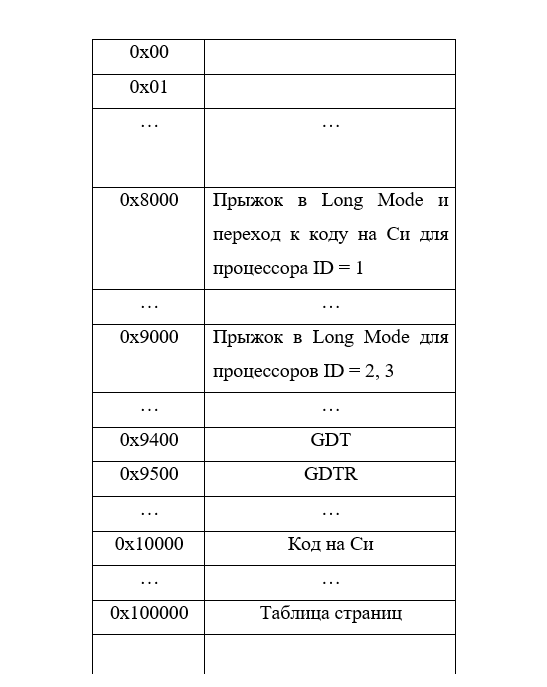 0x00
0x01
… …
0x8000 Прыжок в Long Mode и
переход к коду на Си для
процессора ID = 1
… …
0x9000 Прыжок в Long Mode для
процессоров ID = 2, 3
… …
0x9400 GDT
0x9500 GDTR
… …
0x10000 Код на Си
… …
0x100000 Таблица страниц